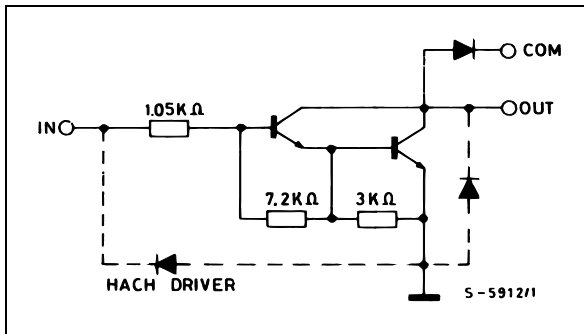 COM
1.05KΩ
IN
OUT
7.2KΩ
3KΩ
HACH DRIVER
S-5912/1